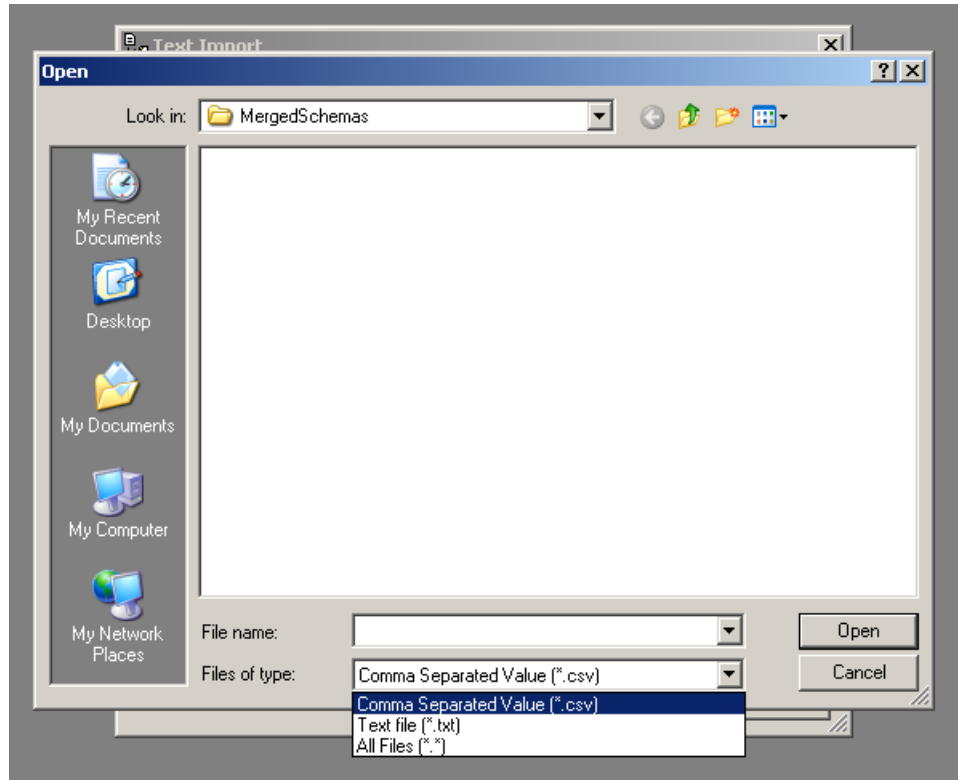 Text Import
Open
Look in:
MergedSchemas
My Recent
Documents
Desktop
My Documents
My Computer
My Network
Places
File name:
Open
Files of type:
Comma Separated Value (*.csv)
Cancel
Comma Separated Value (*.csv)
Text file (*.txt)
All Files (*.*)